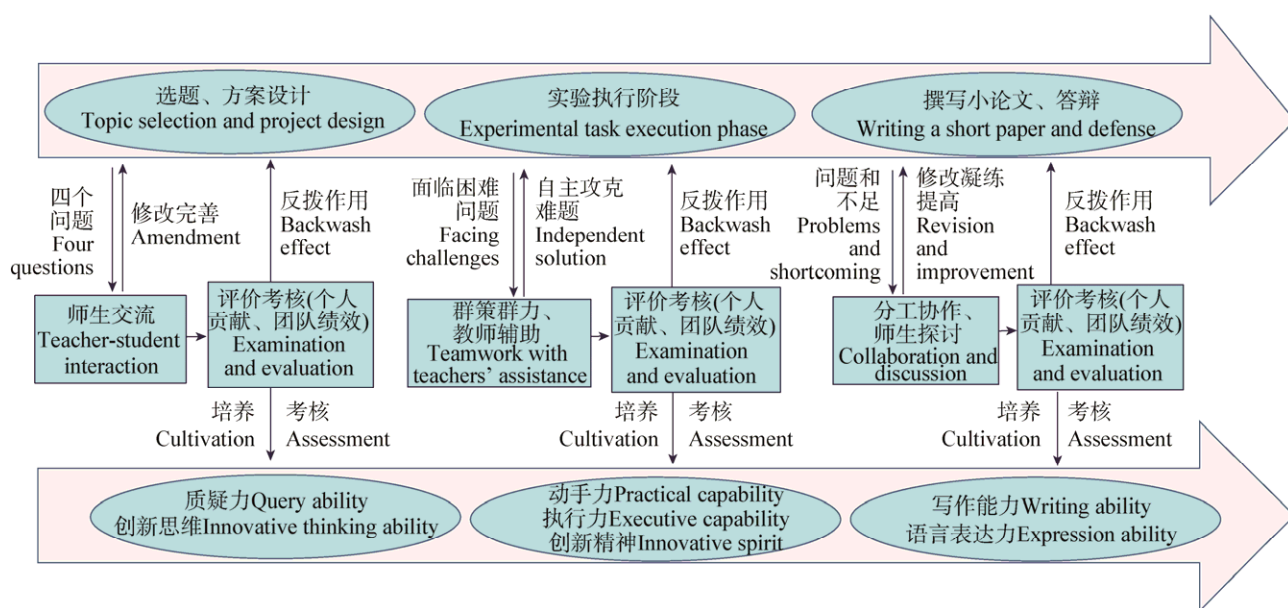 选题、方案设计
Topic selection and project design
实验执行阶段
Experimental task execution phase
撰写小论文、答辩
Writing a short paper and defense
四个
问题
Four
questions
修改完善
Amendment
反拨作用
Backwash
effect
面临困难
问题
Facing
challenges
自主攻克
难题
Independent
solution
反拨作用
Backwash
effect
问题和
不足
Problems
and
shortcoming
修改凝练
提高
Revision
and
improvement
反拨作用
Backwash
effect
师生交流
Teacher-student
interaction
评价考核(个人
贡献、团队绩效)
Examination
and evaluation
群策群力、
教师辅助
Teamwork with
teachers’ assistance
评价考核(个人
贡献、团队绩效)
Examination
and evaluation
分工协作、
师生探讨
Collaboration and
discussion
评价考核(个人
贡献、团队绩效)
Examination
and evaluation
培养
Cultivation
考核
Assessment
培养
Cultivation
考核
Assessment
培养
Cultivation
考核
Assessment
质疑力Query ability
创新思维Innovative thinking ability
动手力Practical capability
执行力Executive capability
创新精神Innovative spirit
写作能力Writing ability
语言表达力Expression ability